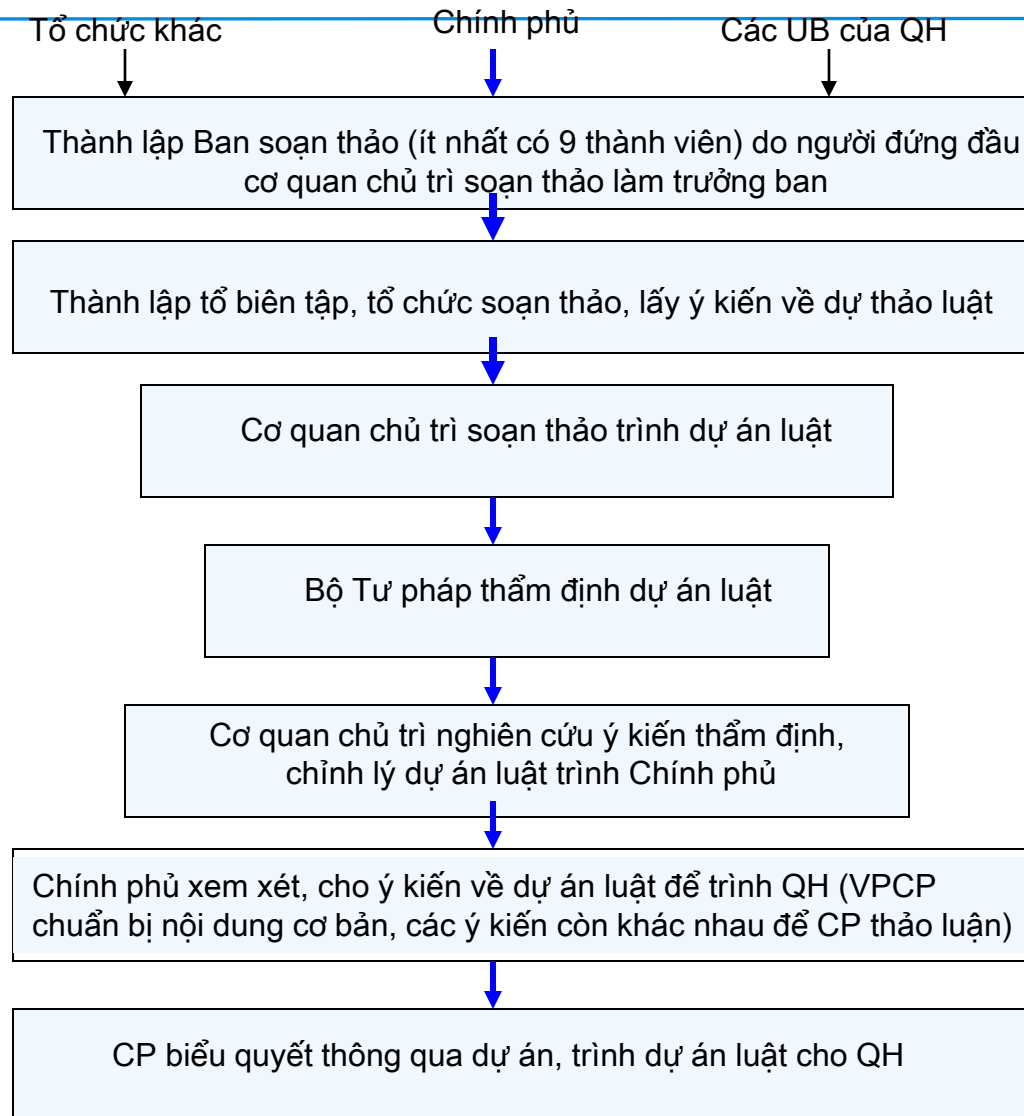 Tổ chức khác
Chính phủ
Các UB của QH
Thành lập Ban soạn thảo (ít nhất có 9 thành viên) do người đứng đầu
cơ quan chủ trì soạn thảo làm trưởng ban
Thành lập tổ biên tập, tổ chức soạn thảo, lấy ý kiến về dự thảo luật
Cơ quan chủ trì soạn thảo trình dự án luật
Bộ Tư pháp thẩm định dự án luật
Cơ quan chủ trì nghiên cứu ý kiến thẩm định,
chỉnh lý dự án luật trình Chính phủ
Chính phủ xem xét, cho ý kiến về dự án luật để trình QH (VPCP
chuẩn bị nội dung cơ bản, các ý kiến còn khác nhau để CP thảo luận)
CP biểu quyết thông qua dự án, trình dự án luật cho QH